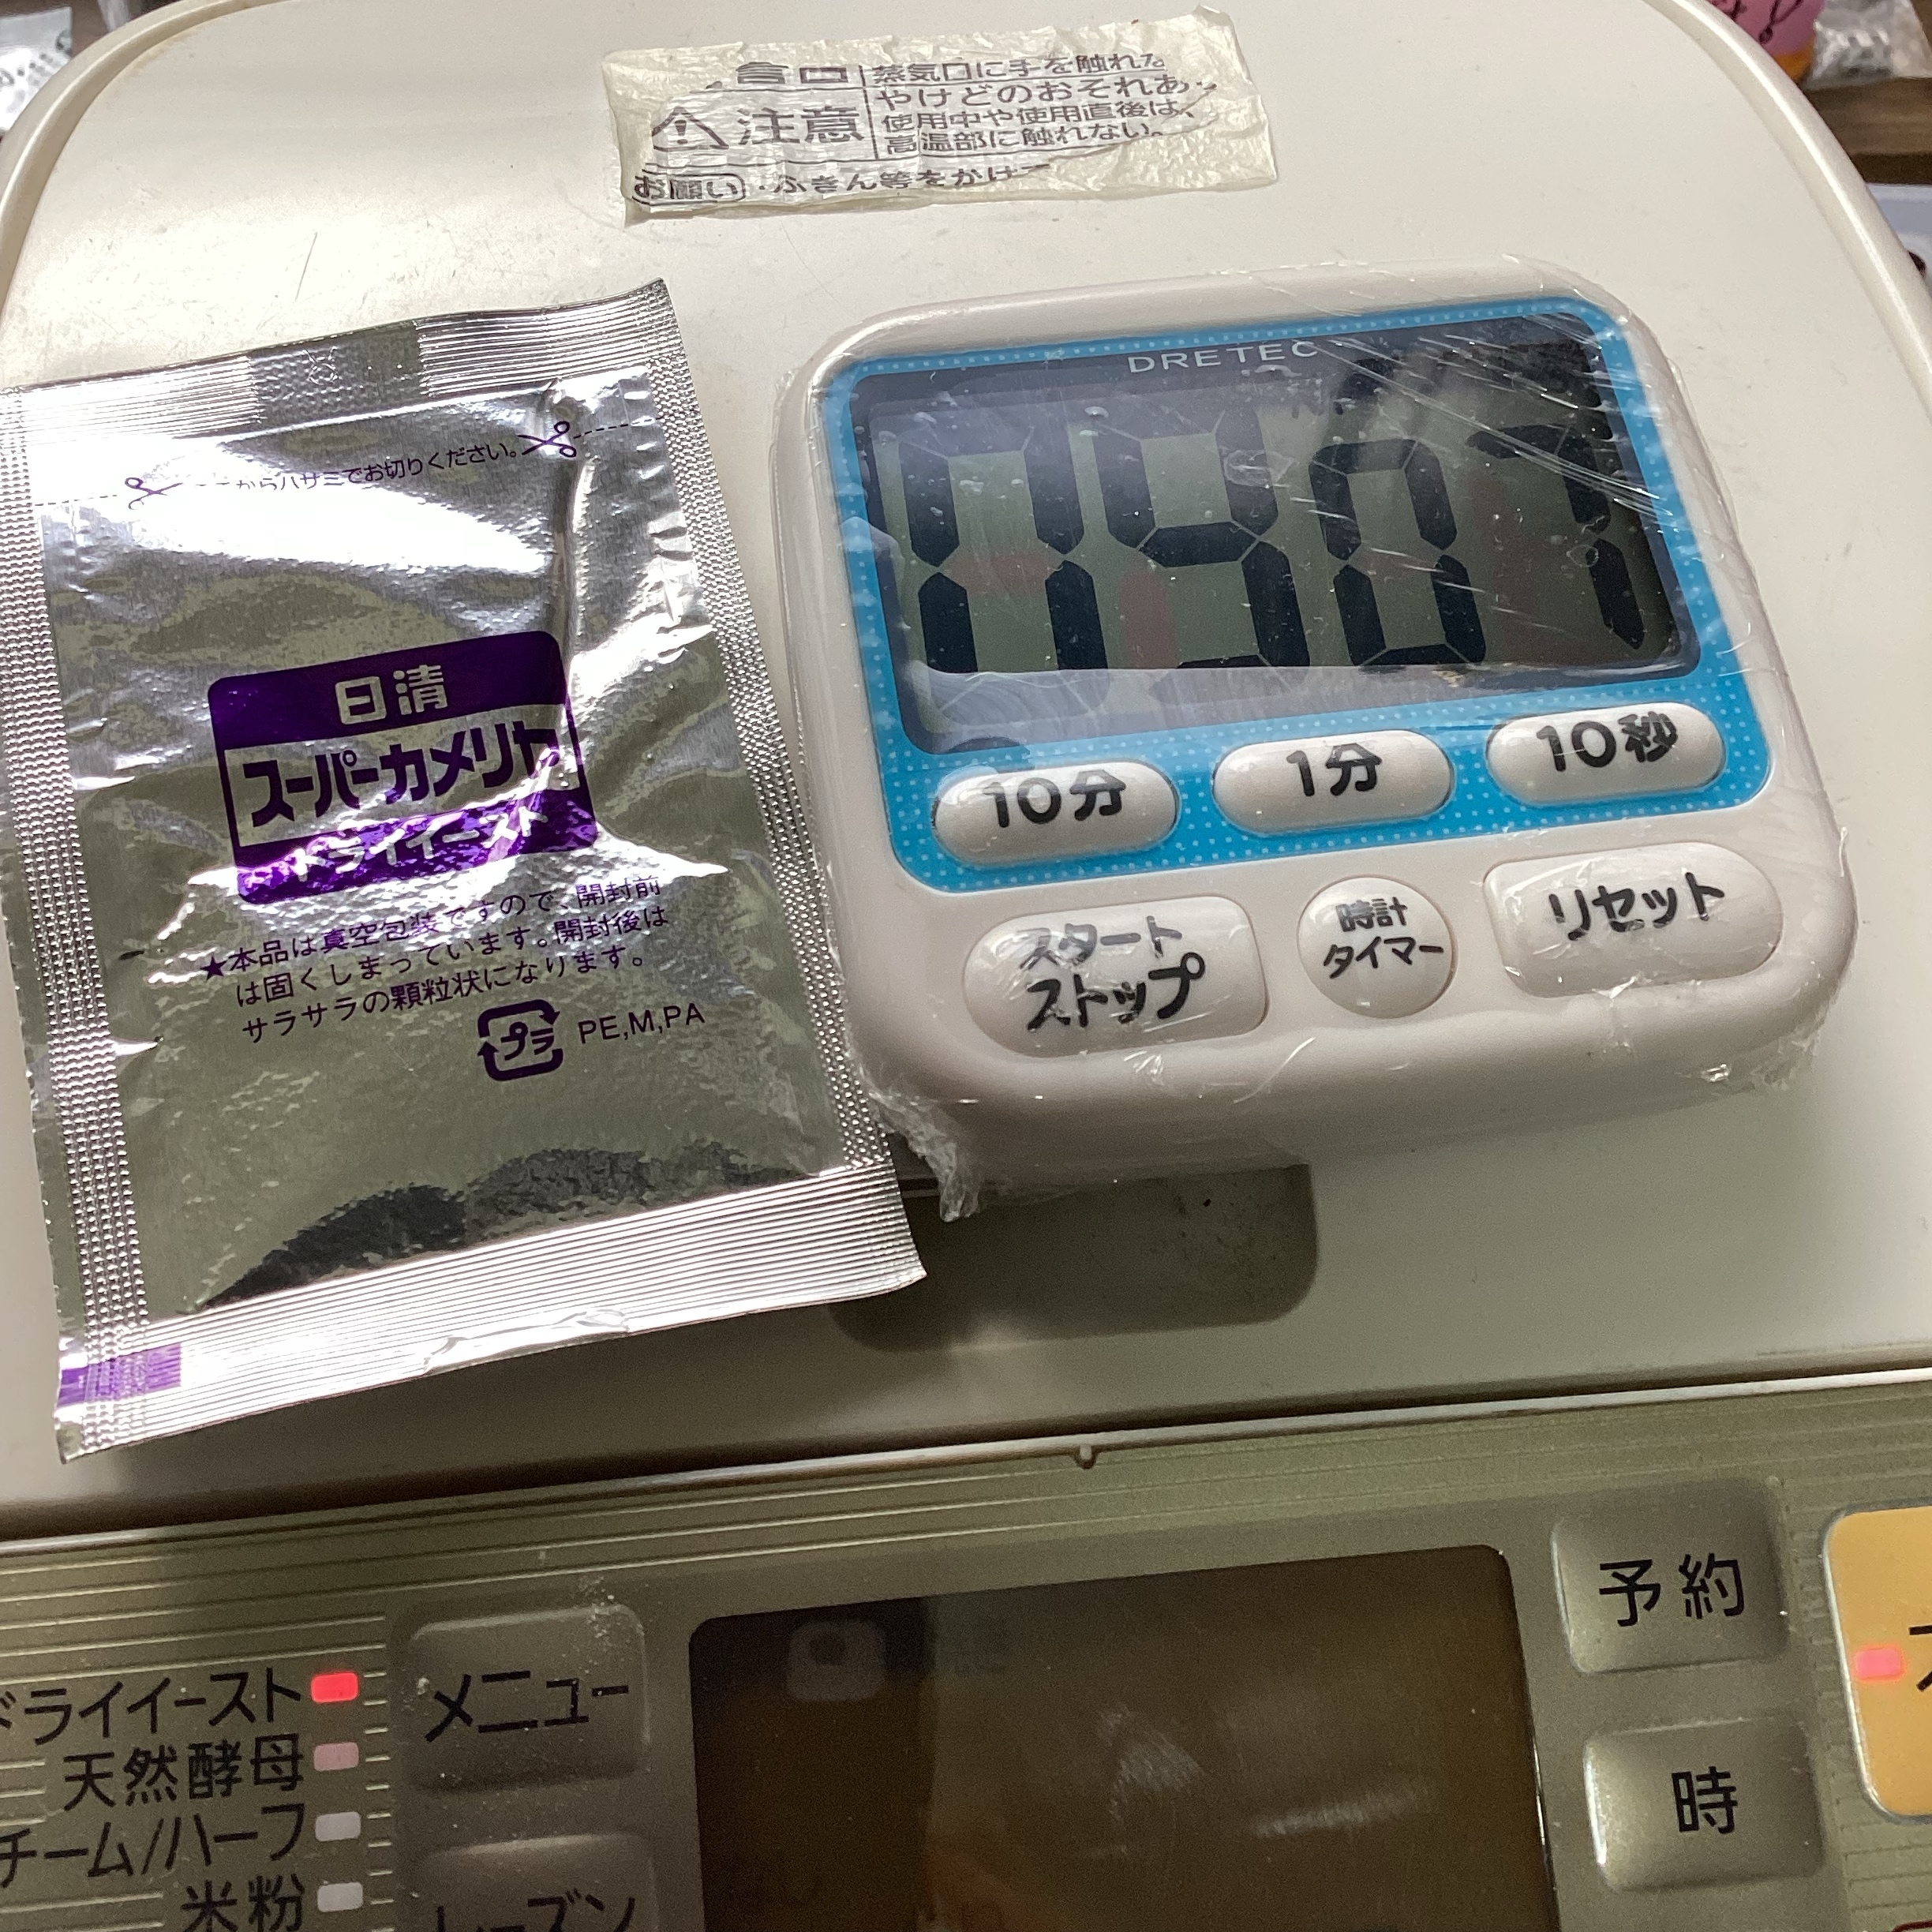 蒸気口に手を触れ
⚠注意
やけどのおそれあ
使用中や使用直後は、
高温部に触れない。
お願い ・ふきん等をかけ
DRETEC
09 07
10分
1分
10秒
スタート
ストップ
時計
タイマー
リセット
からハサミでお切りください。
日清
スーパーカメリヤ
ドライイースト
★本品は真空包装ですので、開封前
は固くしまっています。開封後は
サラサラの顆粒状になります。
プラ PE,M,PA
ドライイースト
天然酵母
チーム/ハーフ
米粉
メニュー
レーズン
予約
時